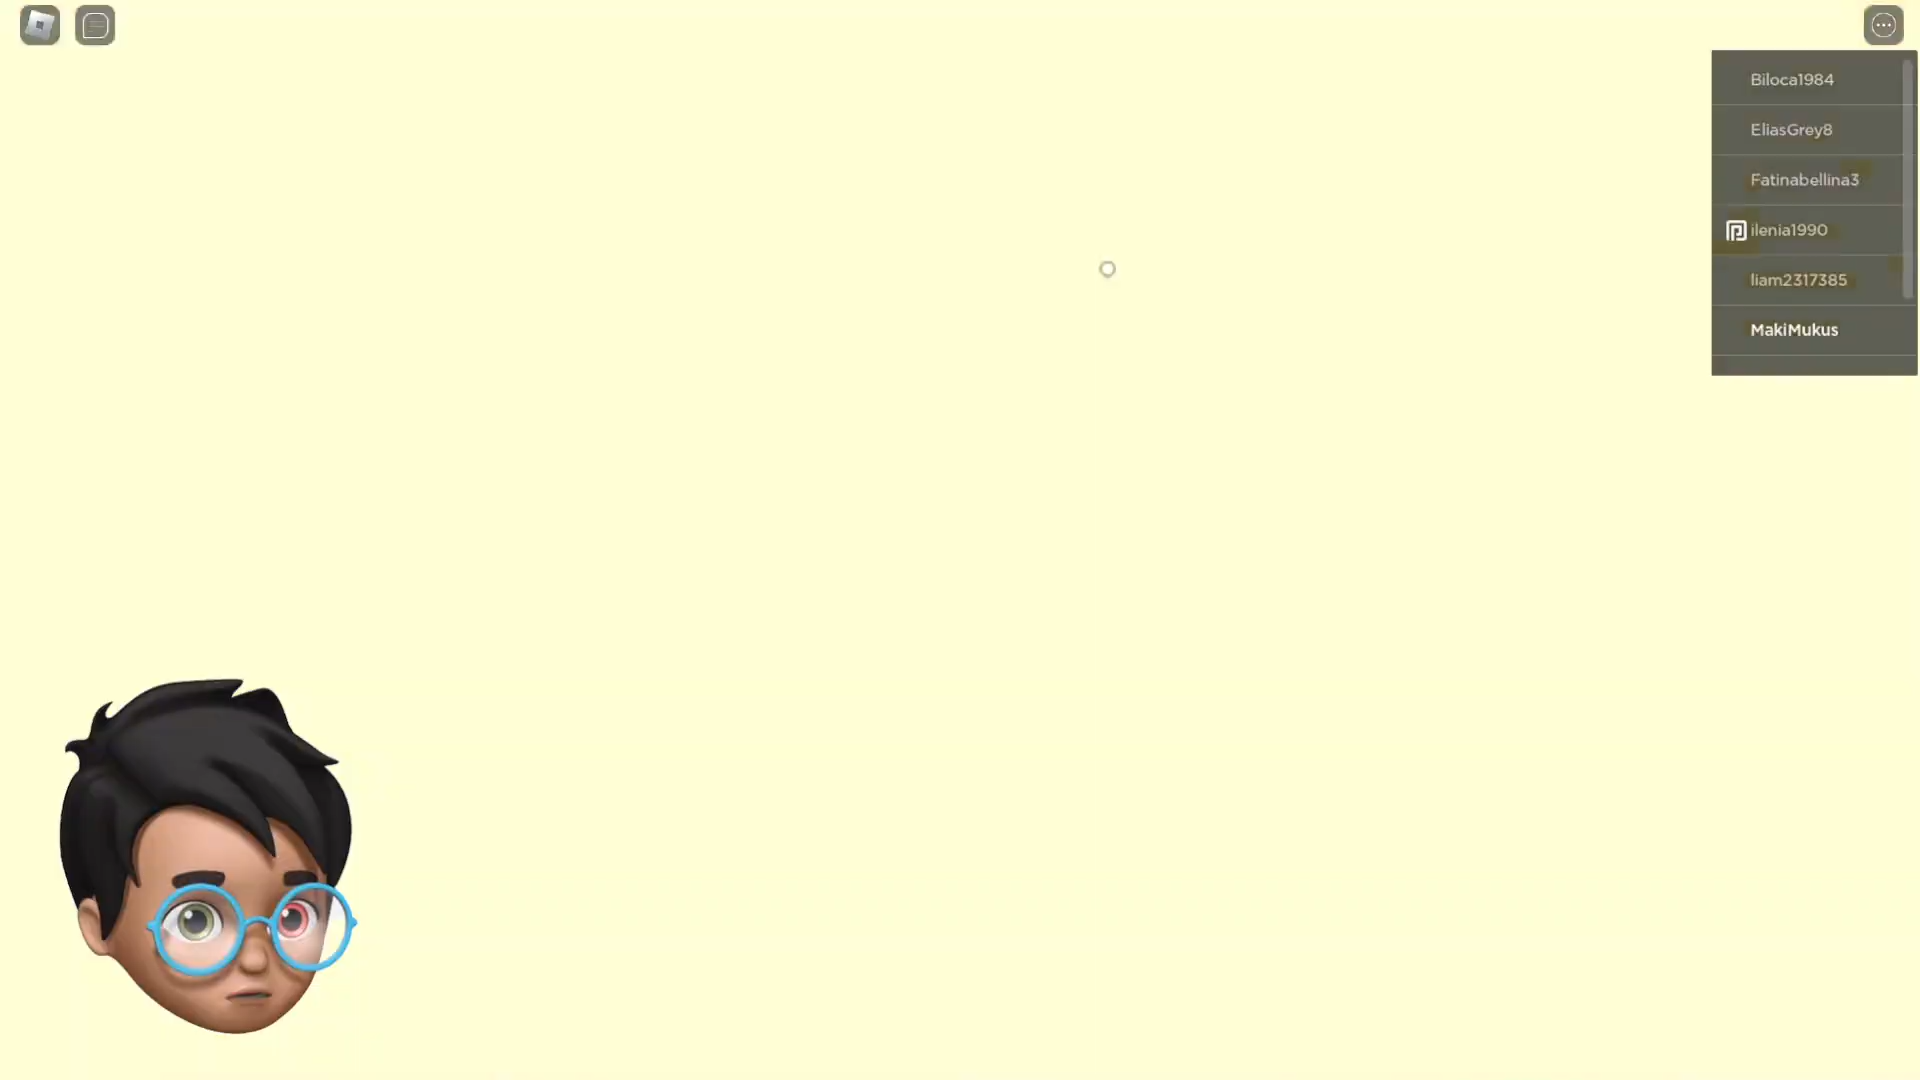 Biloca1984
EliasGrey8
Fatinabellina3
ilenia1990
liam2317385
MakiMukus